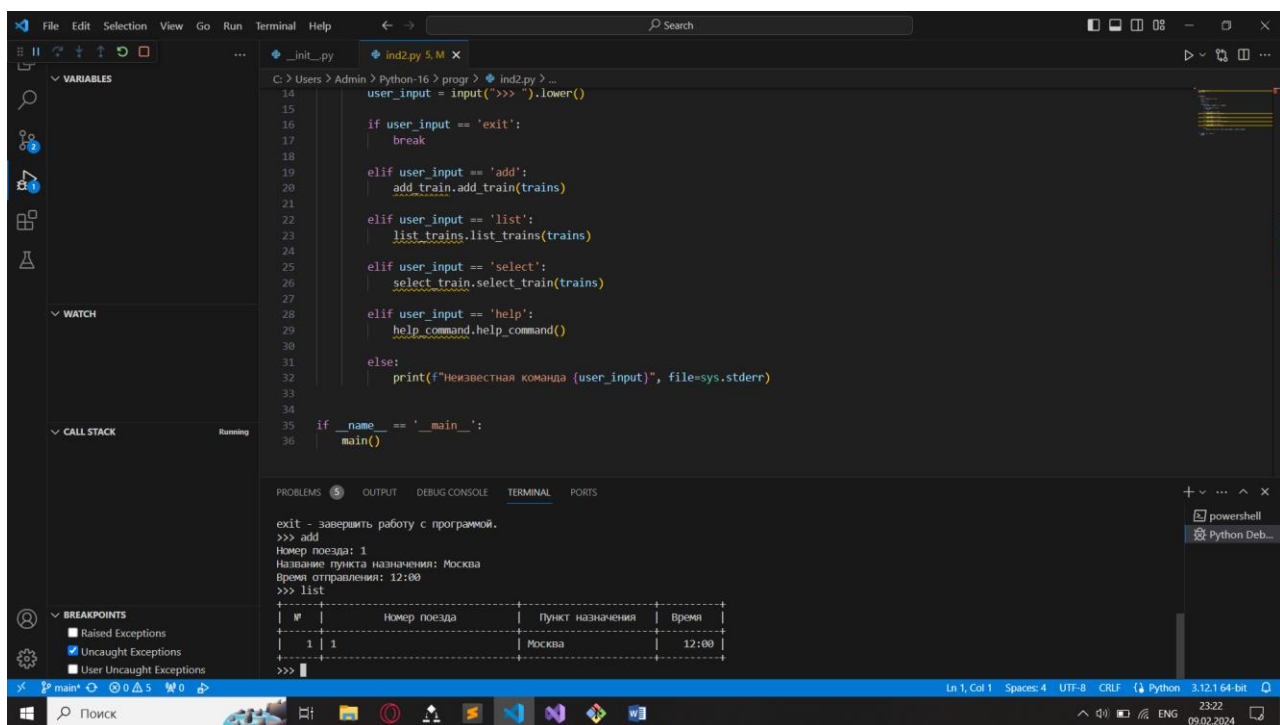 File Edit Selection View Go Run Terminal Help
Search
__init__.py ind2.py 5, M
VARIABLES
C: > Users > Admin > Python-16 > progr > ind2.py > ...
14 user_input = input(">>> ").lower()
15
16 if user_input == 'exit':
17 break
18
19 elif user_input == 'add':
20 add_train.add_train(trains)
21
22 elif user_input == 'list':
23 list_trains.list_trains(trains)
24
25 elif user_input == 'select':
26 select_train.select_train(trains)
27
28 elif user_input == 'help':
29 help_command.help_command()
30
31 else:
32 print(f"Неизвестная команда {user_input}", file=sys.stderr)
33
34
35 if __name__ == '__main__':
36 main()
2
1
WATCH
CALL STACK Running
BREAKPOINTS
Raised Exceptions
Uncaught Exceptions
User Uncaught Exceptions
PROBLEMS 5 OUTPUT DEBUG CONSOLE TERMINAL PORTS
exit - завершить работу с программой.
>>> add
Номер поезда: 1
Название пункта назначения: Москва
Время отправления: 12:00
>>> list
+------+--------------------------------+----------------------+-----------+
| № | Номер поезда | Пункт назначения | Время |
+------+--------------------------------+----------------------+-----------+
| 1 | 1 | Москва | 12:00 |
+------+--------------------------------+----------------------+-----------+
>>>
powershell
Python Deb...
main* 0 5 0
Ln 1, Col 1 Spaces: 4 UTF-8 CRLF Python 3.12.1 64-bit
Поиск
ENG
23:22
09.02.2024